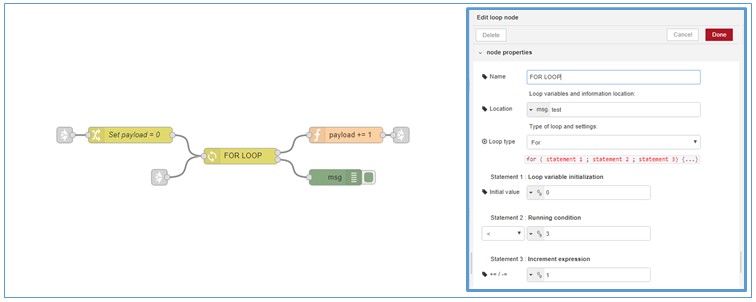 Set payload = 0
FOR LOOP
payload += 1
msg
Edit loop node
Delete
Cancel
Done
node properties
Name
FOR LOOP
Loop variables and information location:
Location
msg. test
Type of loop and settings:
Loop type
For
for ( statement 1 ; statement 2 ; statement 3) {...}
Statement 1 : Loop variable initialization
Initial value
0
Statement 2 : Running condition
<
3
Statement 3 : Increment expression
+= / -=
1